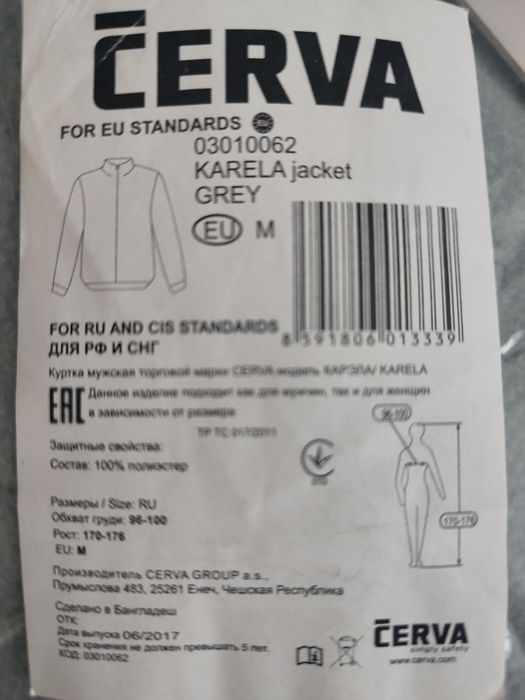 ČERVA
FOR EU STANDARDS
03010062
KARELA jacket
GREY
EU M
8 591806 013339
FOR RU AND CIS STANDARDS
ДЛЯ РФ И СНГ
Куртка мужская торговой марки CERVA модель КАРЭЛА/ KARELA
EAC
Данное изделие подходит как для мужчин, так и для женщин
в зависимости от размера
ТР ТС 017/2011
96-100
Защитные свойства:
Состав: 100% полиэстер
Размеры / Size: RU
Обхват груди: 96-100
Рост: 170-176
170-176
EU: M
Производитель CERVA GROUP a.s.,
Прумыслова 483, 25261 Енеч, Чешская Республика
Сделано в Бангладеш
ОТК:
Дата выпуска 06/2017
Срок хранения не должен превышать 5 лет.
КОД: 03010062
ČERVA
simply safety
www.cerva.com